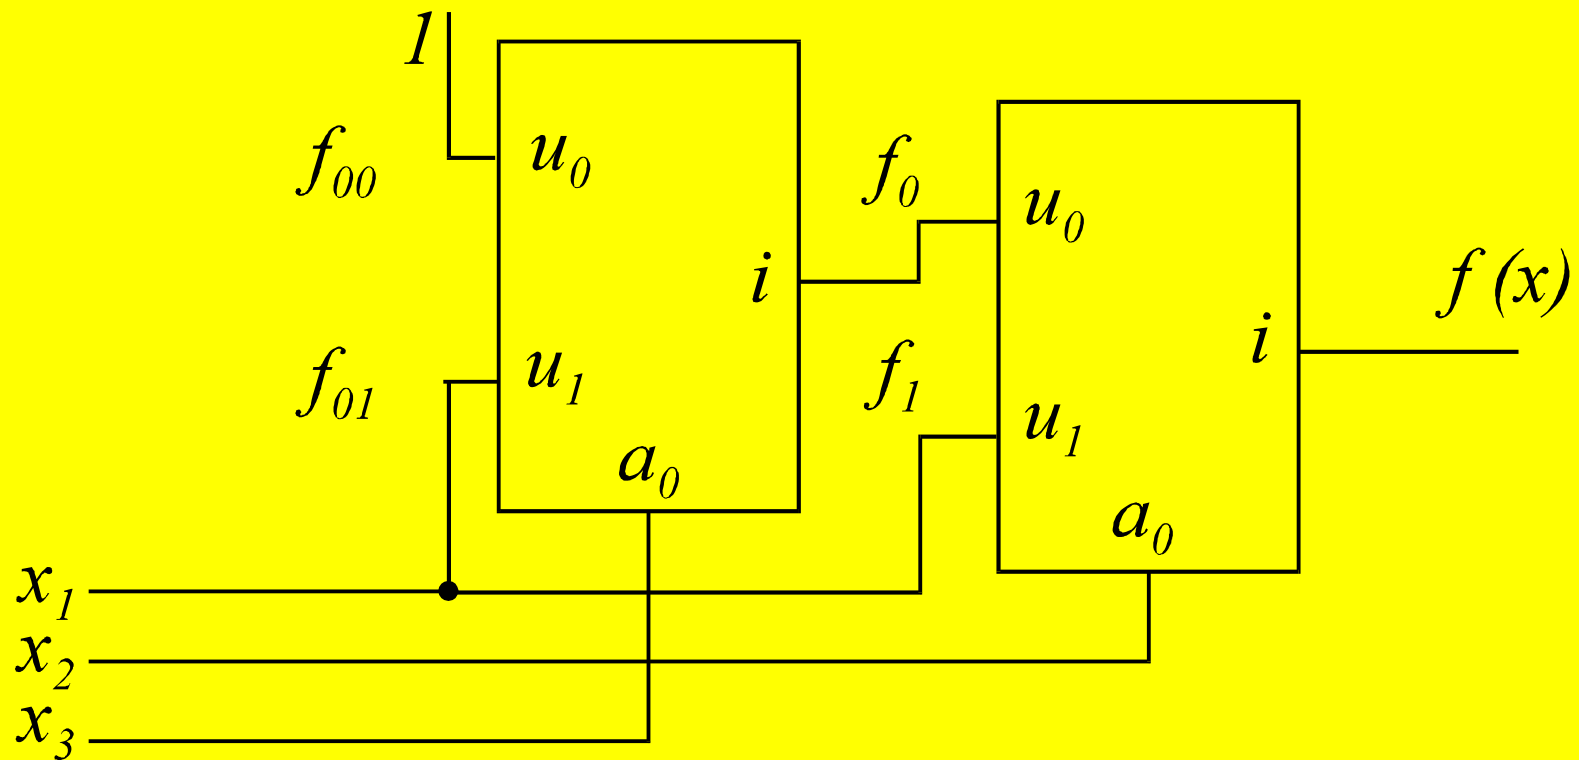 1
f₀₀ u₀ f₀ u₀
i f (x)
i
f₀₁ u₁ f₁ u₁
a₀ a₀
x₁
x₂
x₃